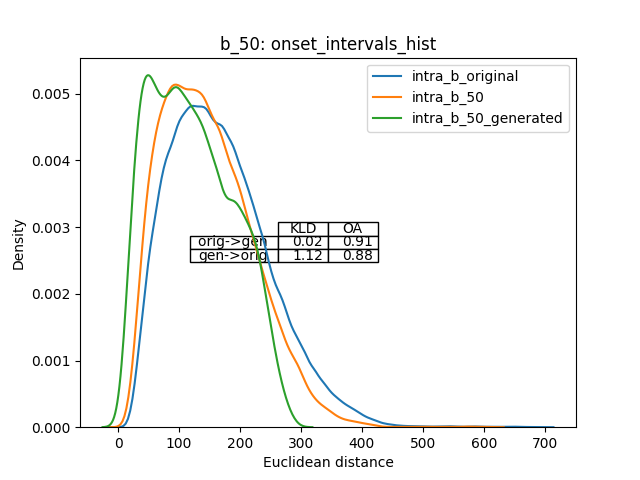 b_50: onset_intervals_hist
intra_b_original
intra_b_50
intra_b_50_generated
Density
0.005
0.004
0.003
0.002
0.001
0.000
KLD OA
orig->gen 0.02 0.91
gen->orig 1.12 0.88
0 100 200 300 400 500 600 700
Euclidean distance